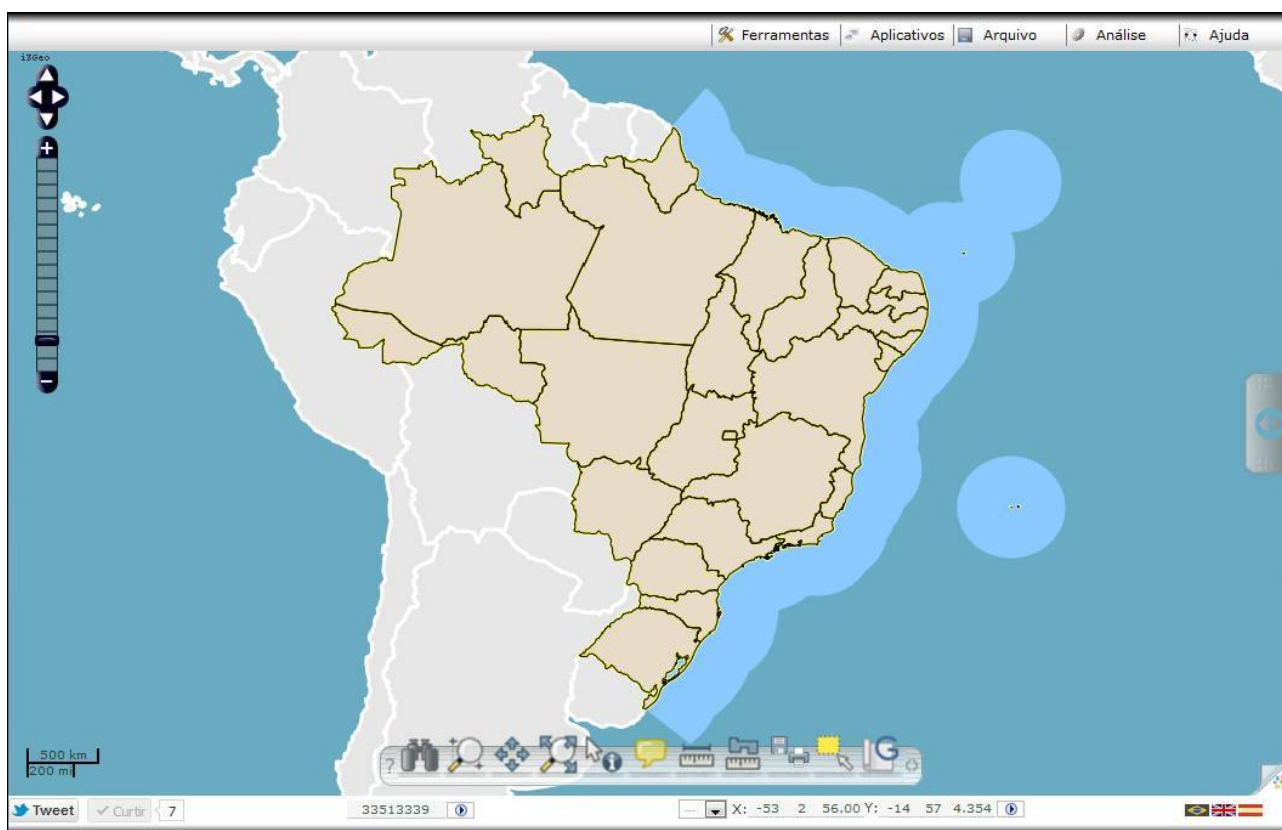 Ferramentas Aplicativos Arquivo Análise Ajuda
i3Geo
500 km
200 mi
?
Tweet Curtir 7 33513339 X: -53 2 56.00 Y: -14 57 4.354